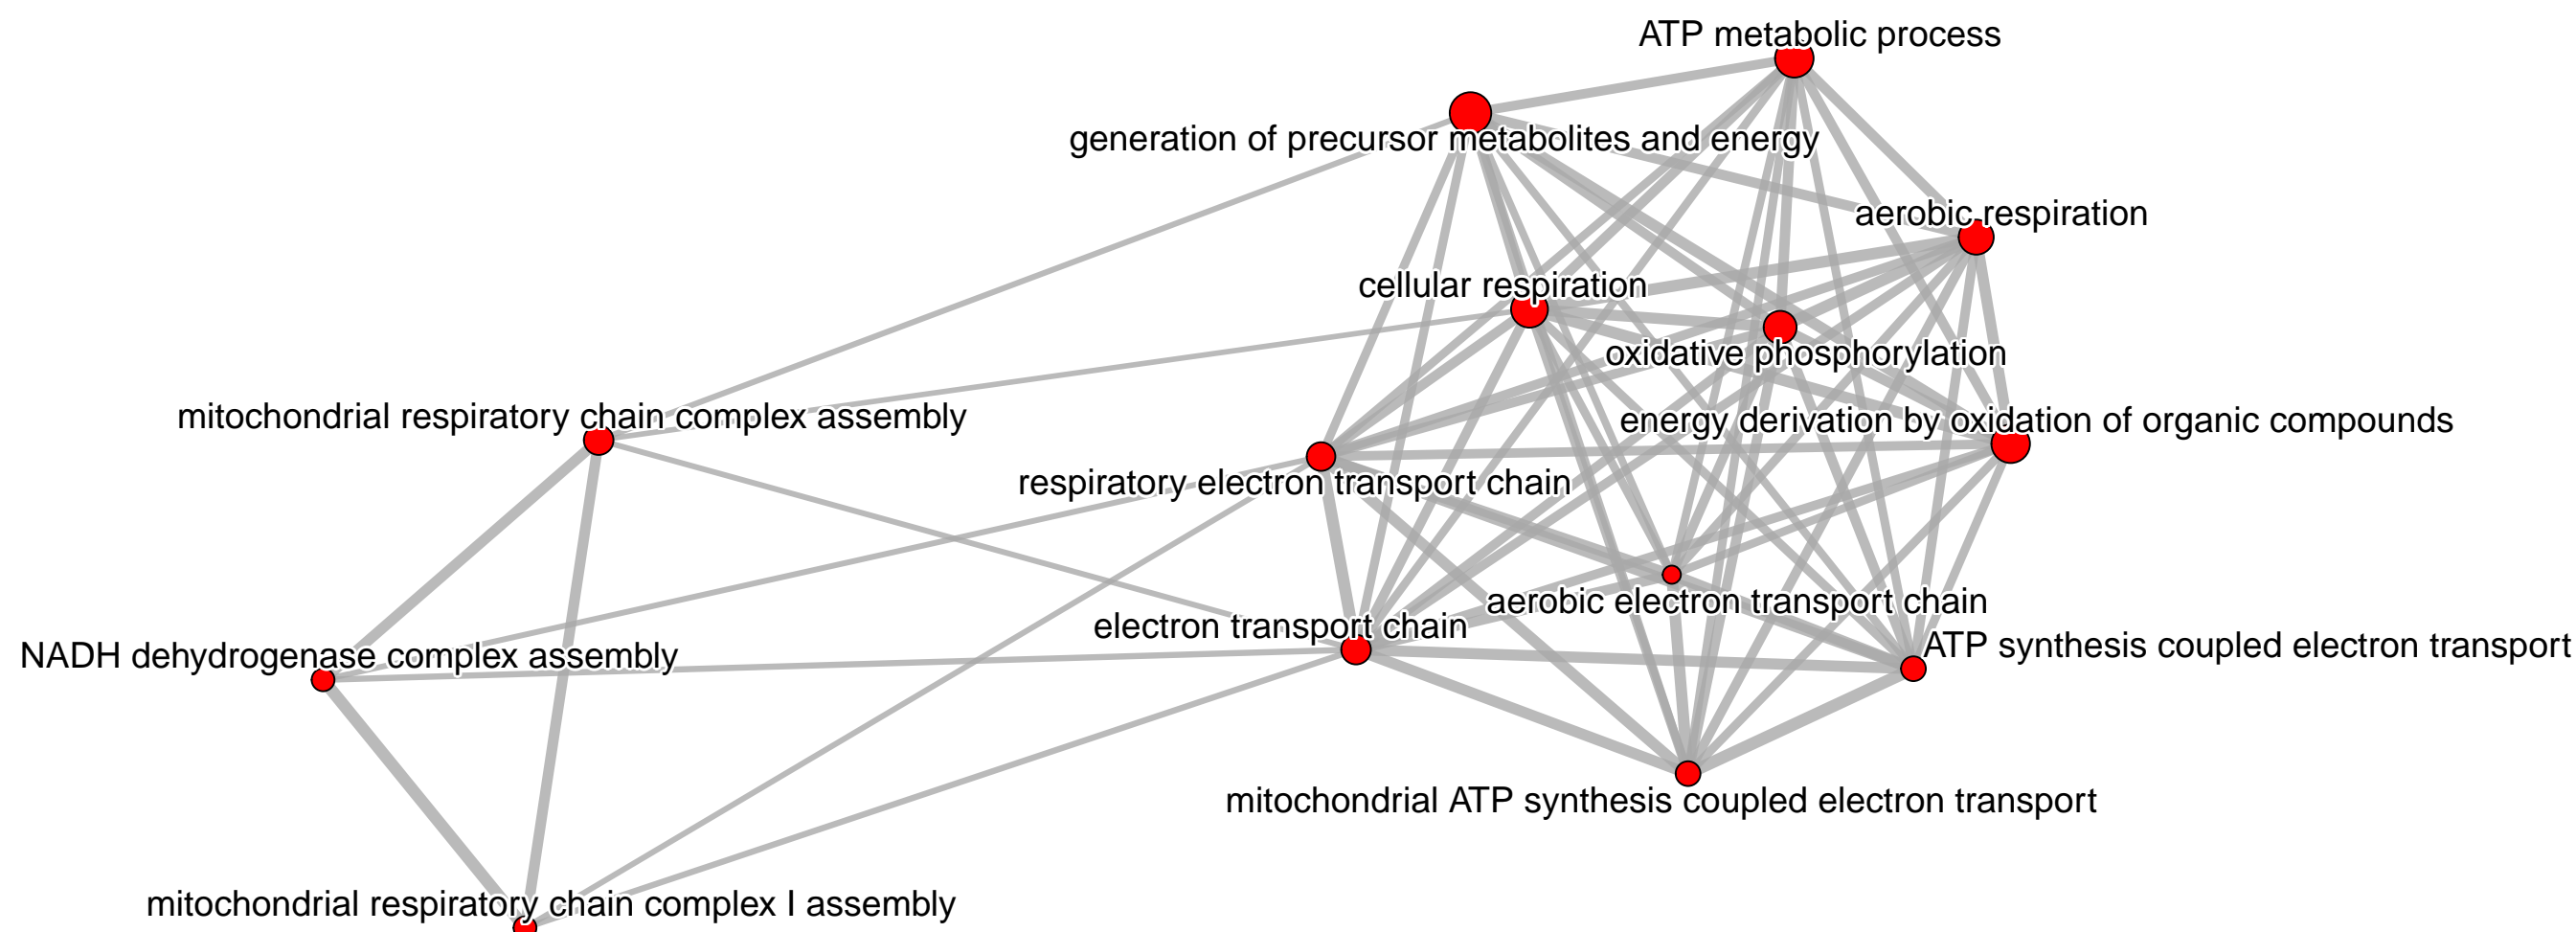 ATP metabolic process
generation of precursor metabolites and energy
aerobic respiration
cellular respiration
oxidative phosphorylation
mitochondrial respiratory chain complex assembly
energy derivation by oxidation of organic compounds
respiratory electron transport chain
aerobic electron transport chain
electron transport chain
ATP synthesis coupled electron transport
NADH dehydrogenase complex assembly
mitochondrial ATP synthesis coupled electron transport
mitochondrial respiratory chain complex I assembly